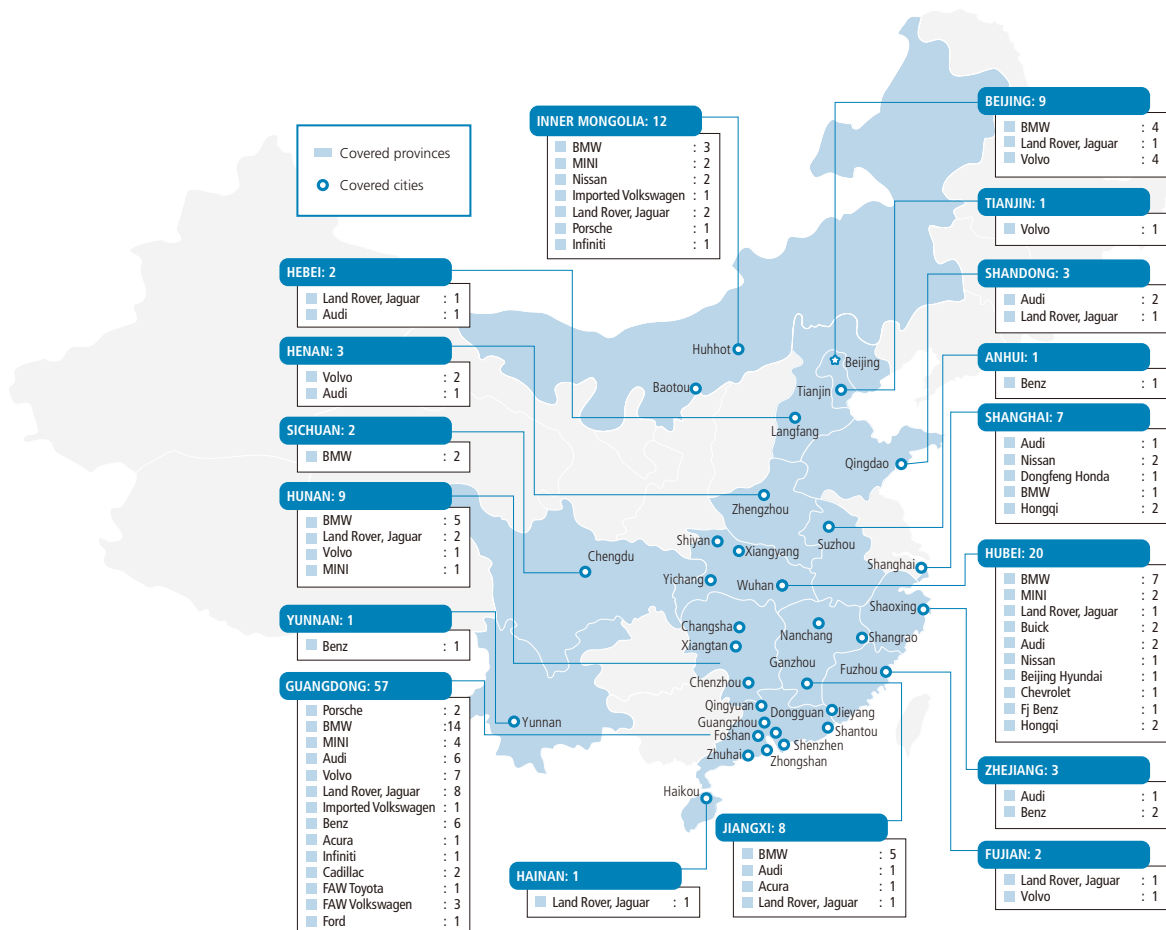 Covered provinces
Covered cities
INNER MONGOLIA: 12
BMW : 3
MINI : 2
Nissan : 2
Imported Volkswagen : 1
Land Rover, Jaguar : 2
Porsche : 1
Infiniti : 1
BEIJING: 9
BMW : 4
Land Rover, Jaguar : 1
Volvo : 4
TIANJIN: 1
Volvo : 1
HEBEI: 2
Land Rover, Jaguar : 1
Audi : 1
SHANDONG: 3
Audi : 2
Land Rover, Jaguar : 1
HENAN: 3
Volvo : 2
Audi : 1
ANHUI: 1
Benz : 1
SICHUAN: 2
BMW : 2
SHANGHAI: 7
Audi : 1
Nissan : 2
Dongfeng Honda : 1
BMW : 1
Hongqi : 2
HUNAN: 9
BMW : 5
Land Rover, Jaguar : 2
Volvo : 1
MINI : 1
HUBEI: 20
BMW : 7
MINI : 2
Land Rover, Jaguar : 1
Buick : 2
Audi : 2
Nissan : 1
Beijing Hyundai : 1
Chevrolet : 1
Fj Benz : 1
Hongqi : 2
YUNNAN: 1
Benz : 1
GUANGDONG: 57
Porsche : 2
BMW :14
MINI : 4
Audi : 6
Volvo : 7
Land Rover, Jaguar : 8
Imported Volkswagen : 1
Benz : 6
Acura : 1
Infiniti : 1
Cadillac : 2
FAW Toyota : 1
FAW Volkswagen : 3
Ford : 1
ZHEJIANG: 3
Audi : 1
Benz : 2
JIANGXI: 8
BMW : 5
Audi : 1
Acura : 1
Land Rover, Jaguar : 1
FUJIAN: 2
Land Rover, Jaguar : 1
Volvo : 1
HAINAN: 1
Land Rover, Jaguar : 1
Huhhot
Beijing
Baotou
Tianjin
Langfang
Qingdao
Zhengzhou
Suzhou
Shiyan
Xiangyang
Chengdu
Shanghai
Yichang
Wuhan
Shaoxing
Changsha
Nanchang
Shangrao
Xiangtan
Ganzhou
Fuzhou
Chenzhou
Qingyuan
Dongguan
Jieyang
Yunnan
Guangzhou
Shantou
Foshan
Shenzhen
Zhuhai
Zhongshan
Haikou